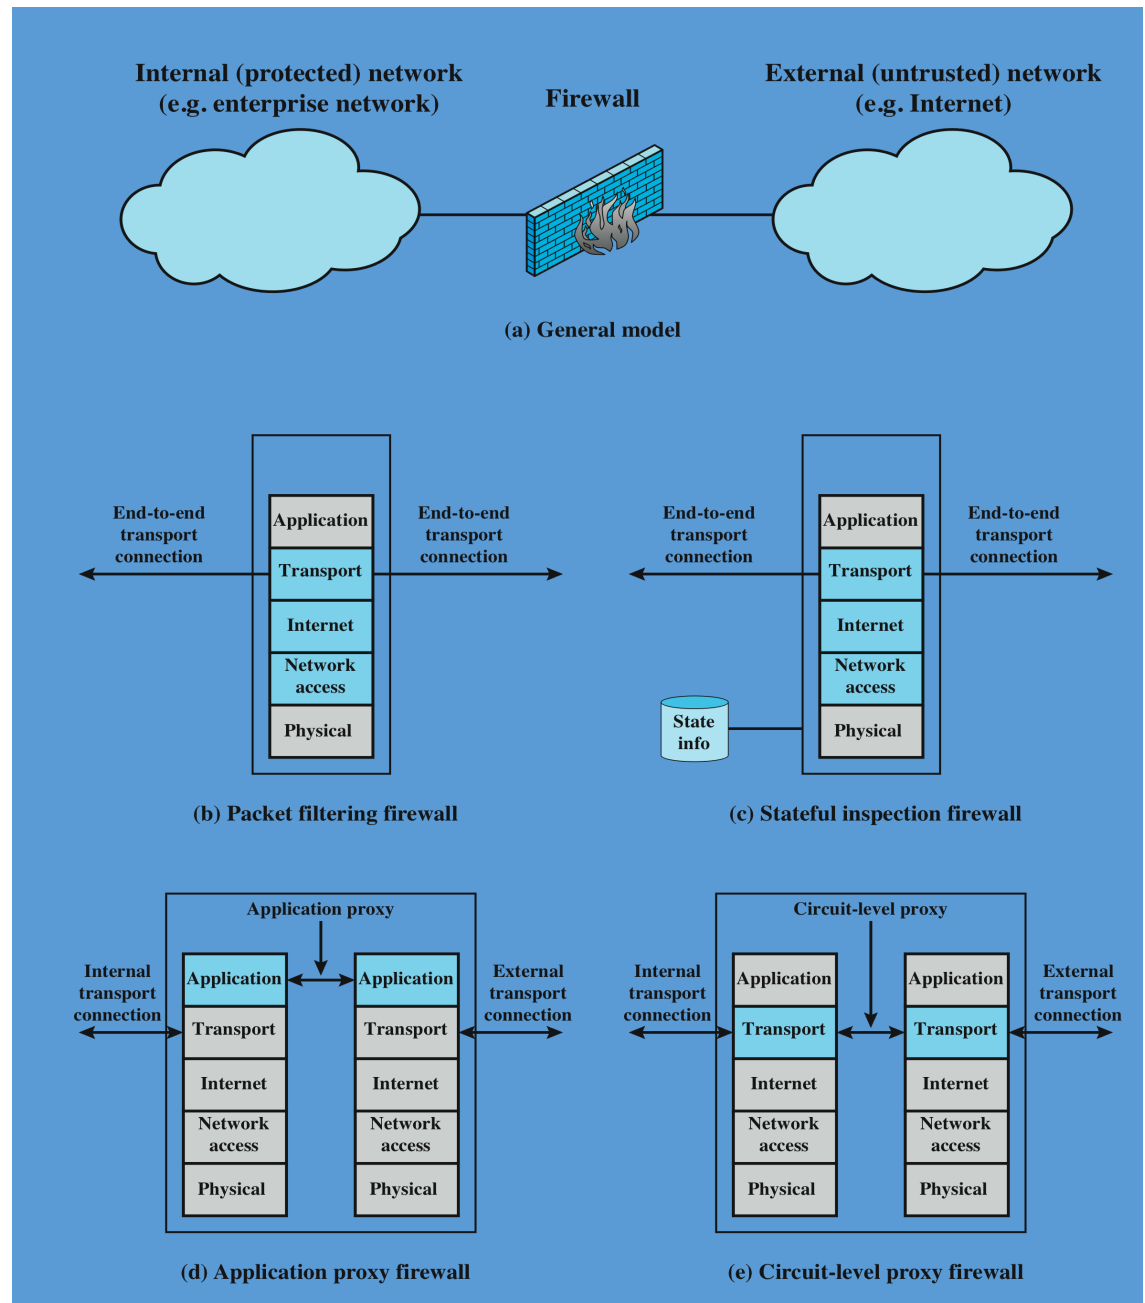 Internal (protected) network
(e.g. enterprise network)
Firewall
External (untrusted) network
(e.g. Internet)
(a) General model
End-to-end
transport
connection
Application
Transport
Internet
Network
access
Physical
End-to-end
transport
connection
(b) Packet filtering firewall
End-to-end
transport
connection
State
info
Application
Transport
Internet
Network
access
Physical
End-to-end
transport
connection
(c) Stateful inspection firewall
Application proxy
Internal
transport
connection
Application
Transport
Internet
Network
access
Physical
Application
Transport
Internet
Network
access
Physical
External
transport
connection
(d) Application proxy firewall
Circuit-level proxy
Internal
transport
connection
Application
Transport
Internet
Network
access
Physical
Application
Transport
Internet
Network
access
Physical
External
transport
connection
(e) Circuit-level proxy firewall